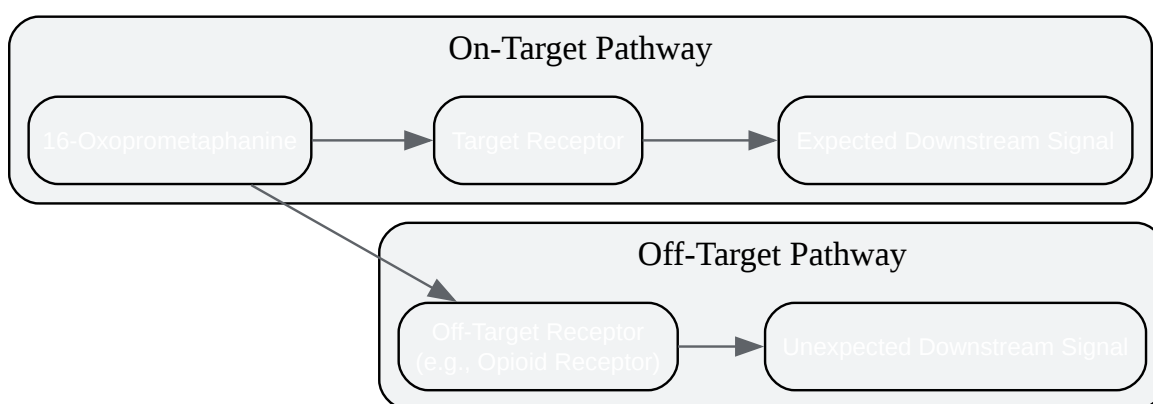 On-Target Pathway
16-Oxoprometaphanine
Target Receptor
Expected Downstream Signal
Off-Target Pathway
Off-Target Receptor
(e.g., Opioid Receptor)
Unexpected Downstream Signal